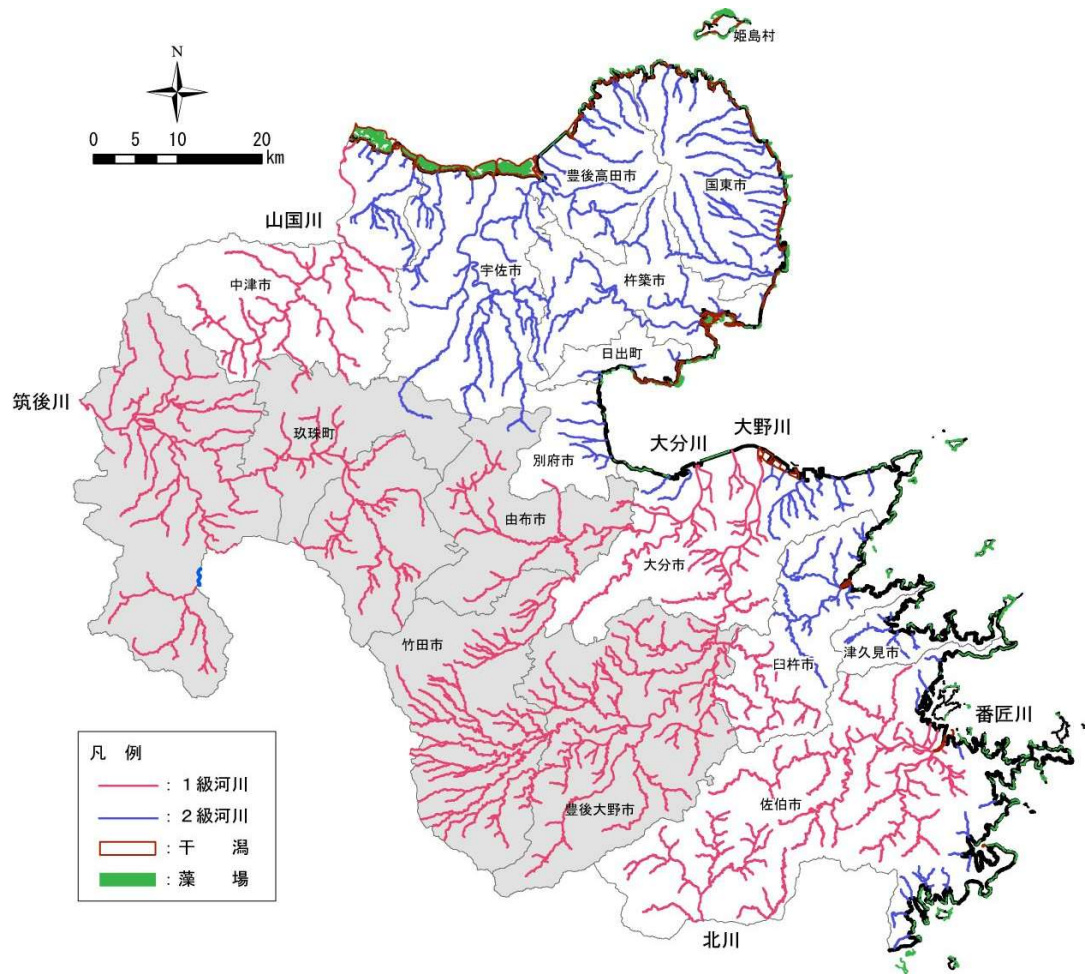 姫島村
N
0 5 10 20
km
豊後高田市
国東市
山国川
宇佐市
中津市
杵築市
日出町
筑後川
玖珠町
大分川
大野川
別府市
由布市
大分市
竹田市
臼杵市
津久見市
番匠川
佐伯市
豊後大野市
北川
凡 例
: 1級河川
: 2級河川
: 干 潟
: 藻 場